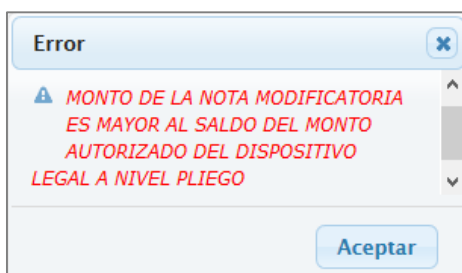 Error
MONTO DE LA NOTA MODIFICATORIA
ES MAYOR AL SALDO DEL MONTO
AUTORIZADO DEL DISPOSITIVO
LEGAL A NIVEL PLIEGO
Aceptar